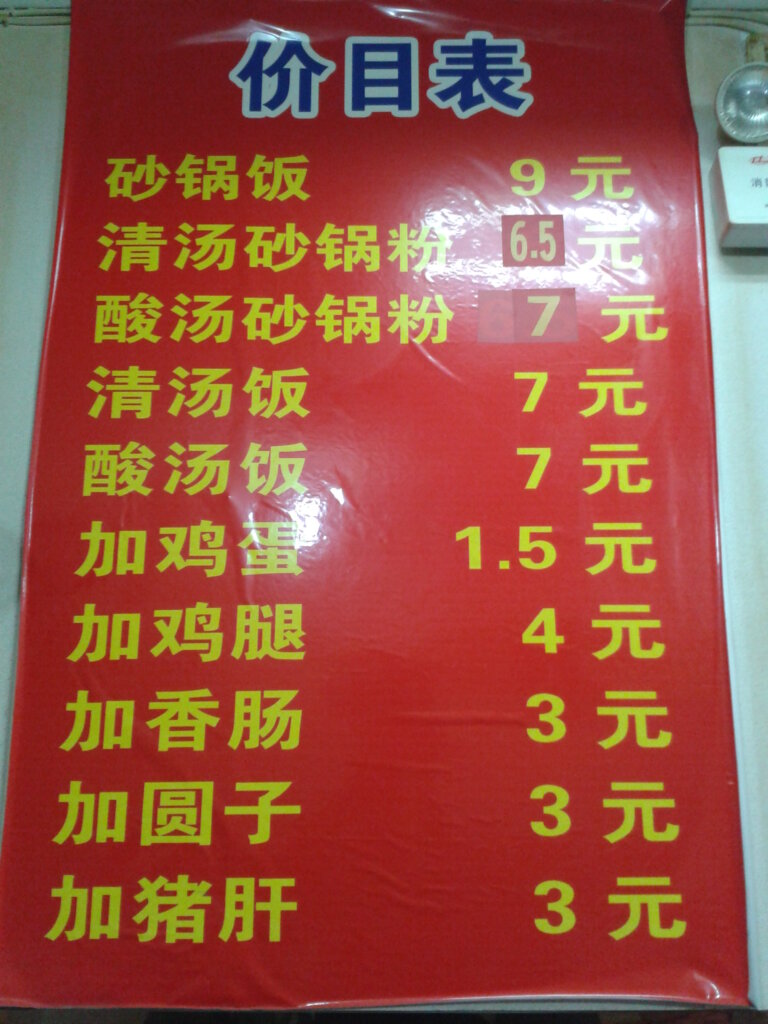 价目表
砂锅饭 9 元
清汤砂锅粉 6.5 元
酸汤砂锅粉 7 元
清汤饭 7 元
酸汤饭 7 元
加鸡蛋 1.5 元
加鸡腿 4 元
加香肠 3 元
加圆子 3 元
加猪肝 3 元